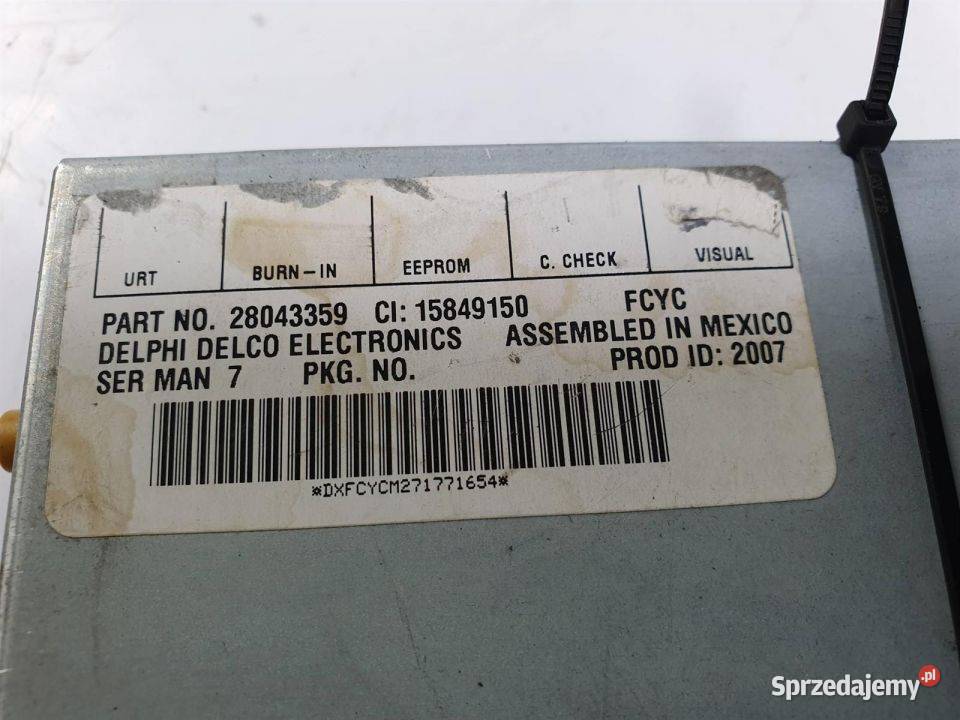 URT BURN-IN EEPROM C. CHECK VISUAL
PART NO. 28043359 CI: 15849150 FCYC
DELPHI DELCO ELECTRONICS ASSEMBLED IN MEXICO
SER MAN 7 PKG. NO. PROD ID: 2007
*DXFCYCM271771654*
Sprzedajemy.pl